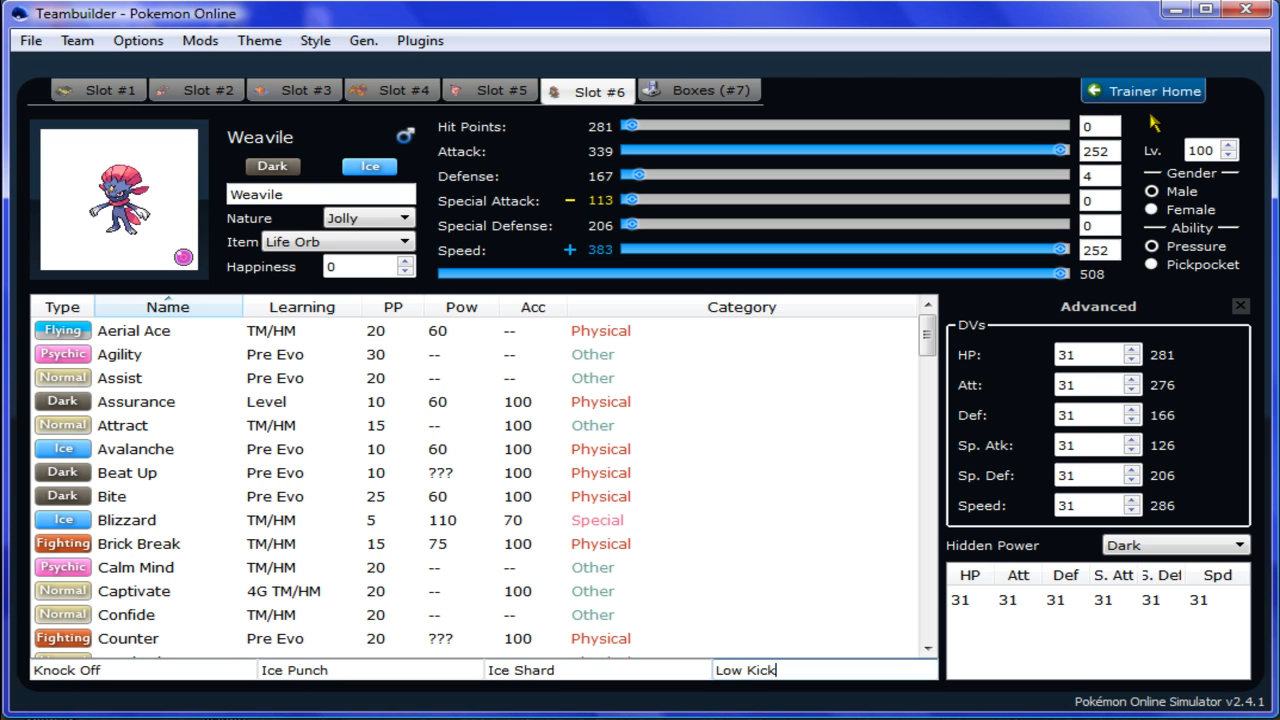 Teambuilder - Pokemon Online
File Team Options Mods Theme Style Gen. Plugins
Slot #1 Slot #2 Slot #3 Slot #4 Slot #5 Slot #6 Boxes (#7) Trainer Home
Weavile
Dark Ice
Weavile
Nature Jolly
Item Life Orb
Happiness 0
Hit Points: 281 0
Attack: 339 252
Defense: 167 4
Special Attack: − 113 0
Special Defense: 206 0
Speed: + 383 252
508
Lv. 100
Gender
Male
Female
Ability
Pressure
Pickpocket
Type Name Learning PP Pow Acc Category
Flying Aerial Ace TM/HM 20 60 -- Physical
Psychic Agility Pre Evo 30 -- -- Other
Normal Assist Pre Evo 20 -- -- Other
Dark Assurance Level 10 60 100 Physical
Normal Attract TM/HM 15 -- 100 Other
Ice Avalanche Pre Evo 10 60 100 Physical
Dark Beat Up Pre Evo 10 ??? 100 Physical
Dark Bite Pre Evo 25 60 100 Physical
Ice Blizzard TM/HM 5 110 70 Special
Fighting Brick Break TM/HM 15 75 100 Physical
Psychic Calm Mind TM/HM 20 -- -- Other
Normal Captivate 4G TM/HM 20 -- 100 Other
Normal Confide TM/HM 20 -- -- Other
Fighting Counter Pre Evo 20 ??? 100 Physical
Knock Off Ice Punch Ice Shard Low Kick
Advanced
DVs
HP: 31 281
Att: 31 276
Def: 31 166
Sp. Atk: 31 126
Sp. Def: 31 206
Speed: 31 286
Hidden Power Dark
HP Att Def S. Att S. Def Spd
31 31 31 31 31 31
Pokémon Online Simulator v2.4.1